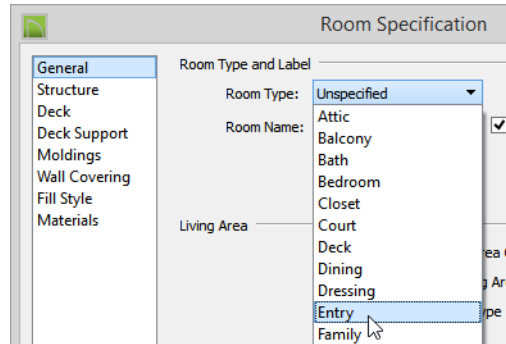 Room Specification
General
Structure
Deck
Deck Support
Moldings
Wall Covering
Fill Style
Materials
Room Type and Label
Room Type: Unspecified
Room Name:
Attic
Balcony
Bath
Bedroom
Closet
Court
Deck
Dining
Dressing
Entry
Family
Living Area